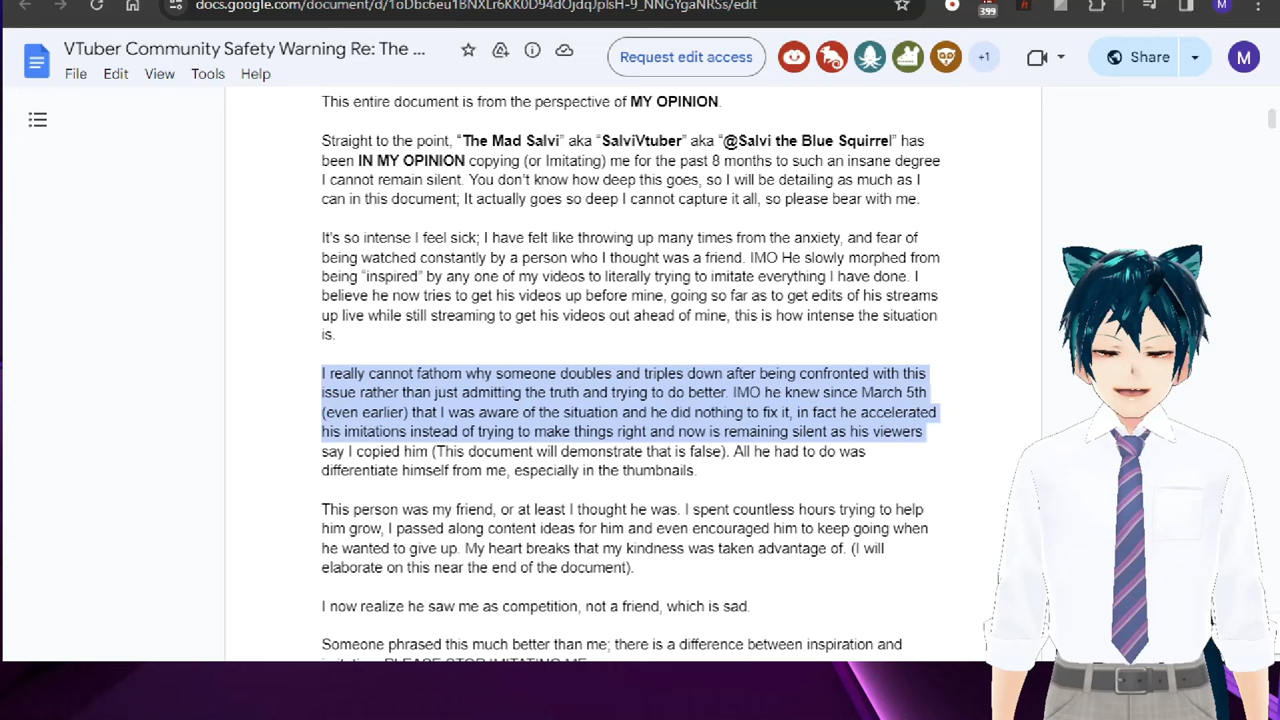 docs.google.com/document/d/
399
M
VTuber Community Safety Warning Re: The ...
File Edit View Tools Help
Request edit access
+1
Share
M
This entire document is from the perspective of MY OPINION.
Straight to the point, “The Mad Salvi” aka “SalviVtuber” aka “@Salvi the Blue Squirrel” has
been IN MY OPINION copying (or Imitating) me for the past 8 months to such an insane degree
I cannot remain silent. You don’t know how deep this goes, so I will be detailing as much as I
can in this document; It actually goes so deep I cannot capture it all, so please bear with me.
It’s so intense I feel sick; I have felt like throwing up many times from the anxiety, and fear of
being watched constantly by a person who I thought was a friend. IMO He slowly morphed from
being “inspired” by any one of my videos to literally trying to imitate everything I have done. I
believe he now tries to get his videos up before mine, going so far as to get edits of his streams
up live while still streaming to get his videos out ahead of mine, this is how intense the situation
is.
I really cannot fathom why someone doubles and triples down after being confronted with this
issue rather than just admitting the truth and trying to do better. IMO he knew since March 5th
(even earlier) that I was aware of the situation and he did nothing to fix it, in fact he accelerated
his imitations instead of trying to make things right and now is remaining silent as his viewers
say I copied him (This document will demonstrate that is false). All he had to do was
differentiate himself from me, especially in the thumbnails.
This person was my friend, or at least I thought he was. I spent countless hours trying to help
him grow, I passed along content ideas for him and even encouraged him to keep going when
he wanted to give up. My heart breaks that my kindness was taken advantage of. (I will
elaborate on this near the end of the document).
I now realize he saw me as competition, not a friend, which is sad.
Someone phrased this much better than me; there is a difference between inspiration and
imitation. PLEASE STOP IMITATING ME